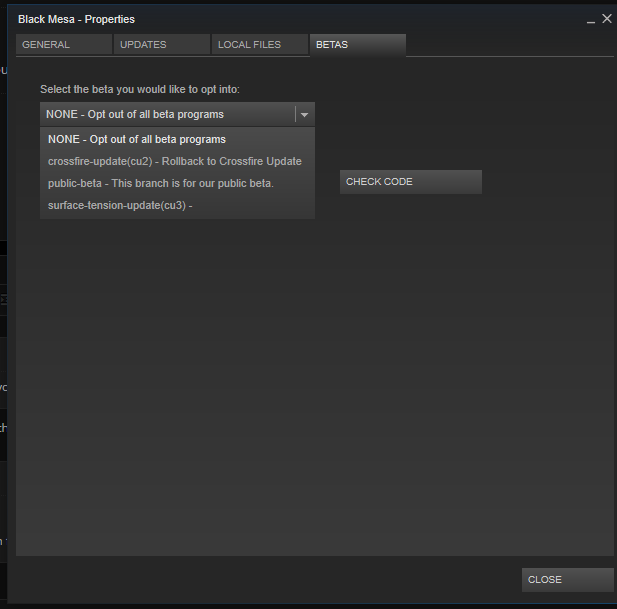 Black Mesa - Properties
GENERAL UPDATES LOCAL FILES BETAS
Select the beta you would like to opt into:
NONE - Opt out of all beta programs
NONE - Opt out of all beta programs
crossfire-update(cu2) - Rollback to Crossfire Update
public-beta - This branch is for our public beta.
CHECK CODE
surface-tension-update(cu3) -
CLOSE